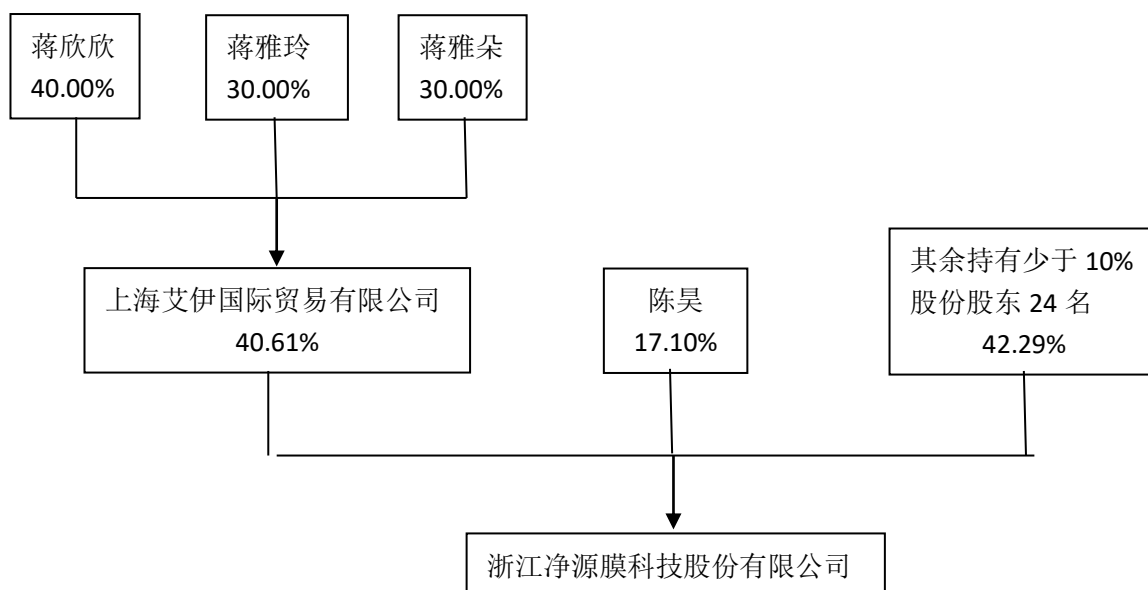 蒋欣欣
40.00%
蒋雅玲
30.00%
蒋雅朵
30.00%
上海艾伊国际贸易有限公司
40.61%
陈昊
17.10%
其余持有少于 10%
股份股东 24 名
42.29%
浙江净源膜科技股份有限公司